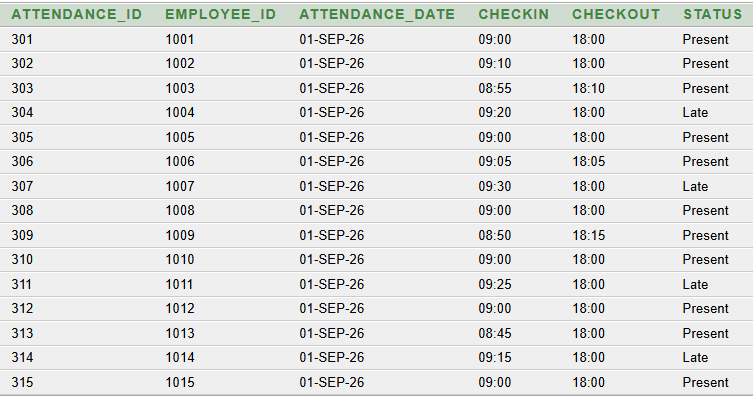 ATTENDANCE_ID EMPLOYEE_ID ATTENDANCE_DATE CHECKIN CHECKOUT STATUS
301 1001 01-SEP-26 09:00 18:00 Present
302 1002 01-SEP-26 09:10 18:00 Present
303 1003 01-SEP-26 08:55 18:10 Present
304 1004 01-SEP-26 09:20 18:00 Late
305 1005 01-SEP-26 09:00 18:00 Present
306 1006 01-SEP-26 09:05 18:05 Present
307 1007 01-SEP-26 09:30 18:00 Late
308 1008 01-SEP-26 09:00 18:00 Present
309 1009 01-SEP-26 08:50 18:15 Present
310 1010 01-SEP-26 09:00 18:00 Present
311 1011 01-SEP-26 09:25 18:00 Late
312 1012 01-SEP-26 09:00 18:00 Present
313 1013 01-SEP-26 08:45 18:00 Present
314 1014 01-SEP-26 09:15 18:00 Late
315 1015 01-SEP-26 09:00 18:00 Present